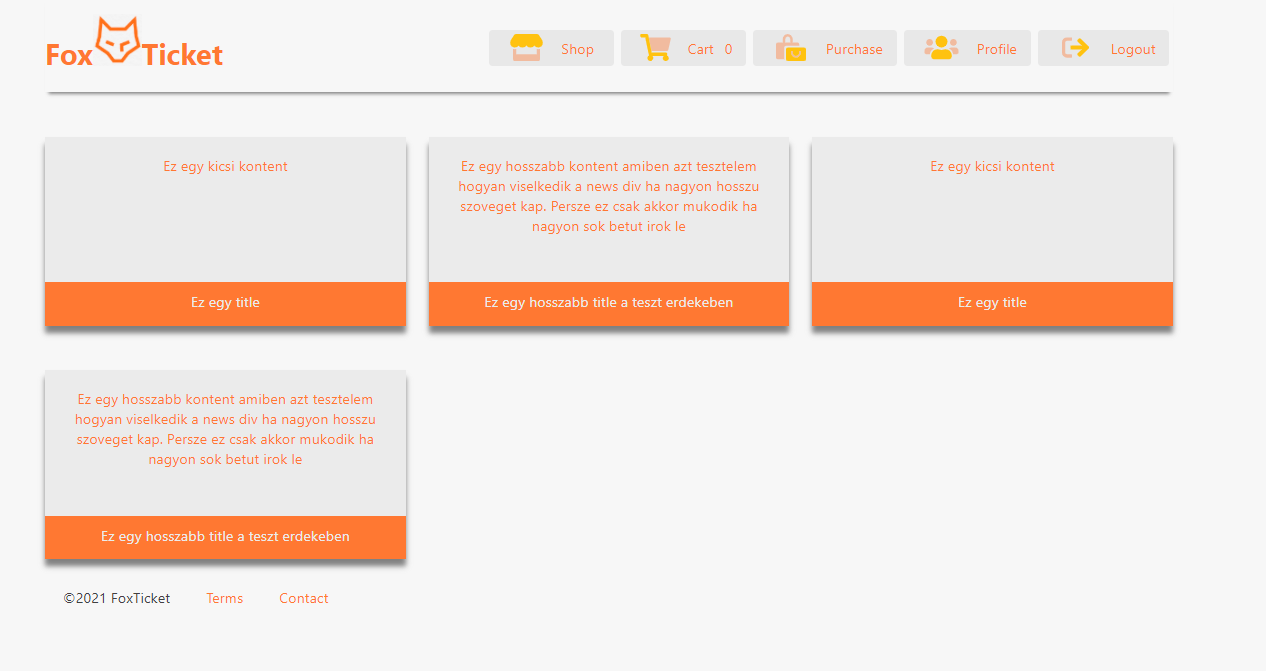 Fox Ticket
Shop
Cart 0
Purchase
Profile
Logout
Ez egy kicsi kontent
Ez egy title
Ez egy hosszabb kontent amiben azt tesztelem
hogyan viselkedik a news div ha nagyon hosszu
szoveget kap. Persze ez csak akkor mukodik ha
nagyon sok betut irok le
Ez egy hosszabb title a teszt erdekeben
Ez egy kicsi kontent
Ez egy title
Ez egy hosszabb kontent amiben azt tesztelem
hogyan viselkedik a news div ha nagyon hosszu
szoveget kap. Persze ez csak akkor mukodik ha
nagyon sok betut irok le
Ez egy hosszabb title a teszt erdekeben
©2021 FoxTicket
Terms
Contact